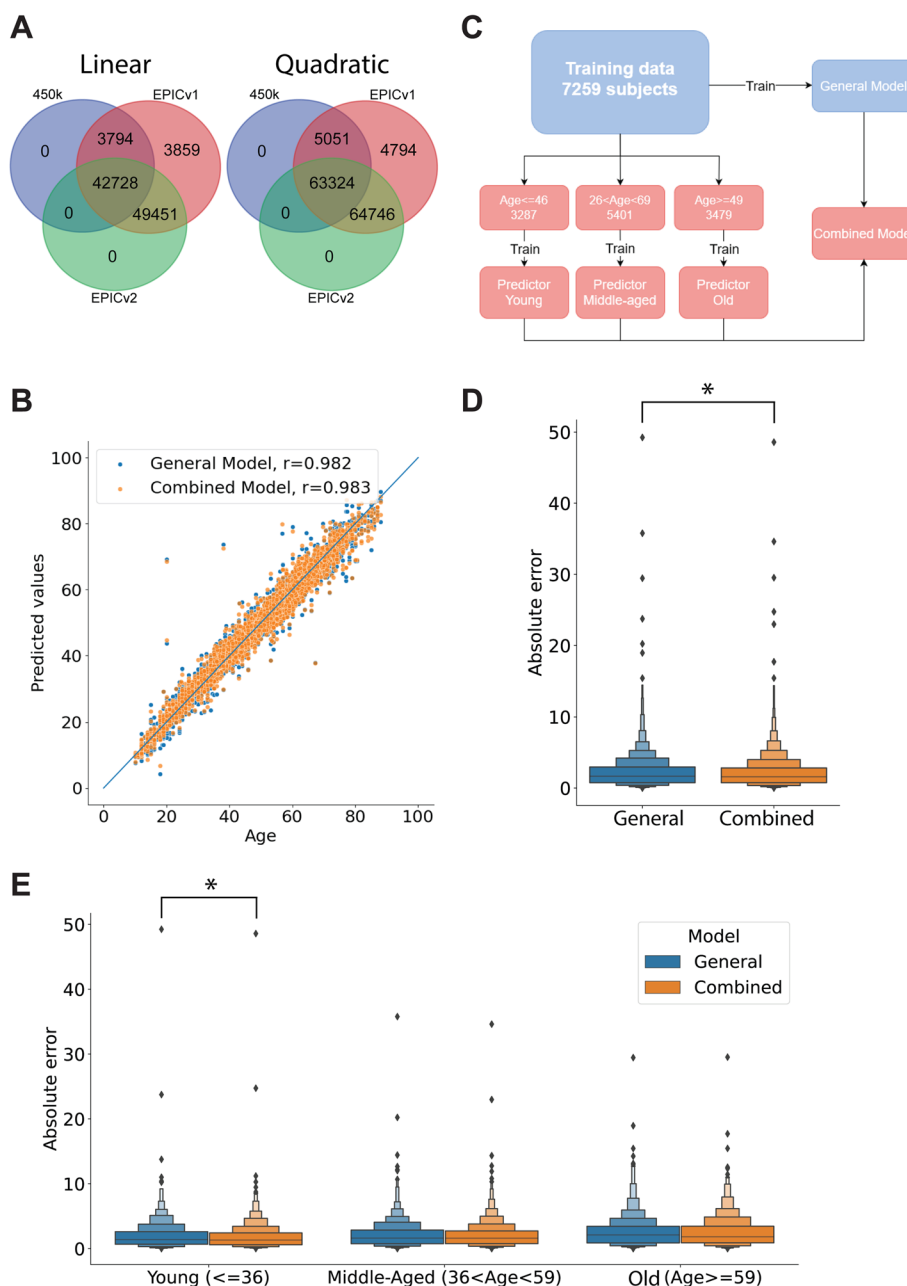 A
Linear
Quadratic
450k
EPICv1
450k
EPICv1
3794
0
3859
42728
0
49451
0
EPICv2
5051
0
4794
63324
0
64746
0
EPICv2
C
Training data
7259 subjects
Train
General Model
Age<=46
3287
26<Age<69
5401
Age>=49
3479
Train
Train
Train
Predictor
Young
Predictor
Middle-aged
Predictor
Old
Combined Model
B
General Model, r=0.982
Combined Model, r=0.983
100
80
60
40
20
0
Predicted values
0
20
40
60
80
100
Age
D
*
50
40
30
20
10
0
Absolute error
General
Combined
E
*
50
40
30
20
10
0
Absolute error
Model
General
Combined
Young (<=36)
Middle-Aged (36<Age<59)
Old (Age>=59)